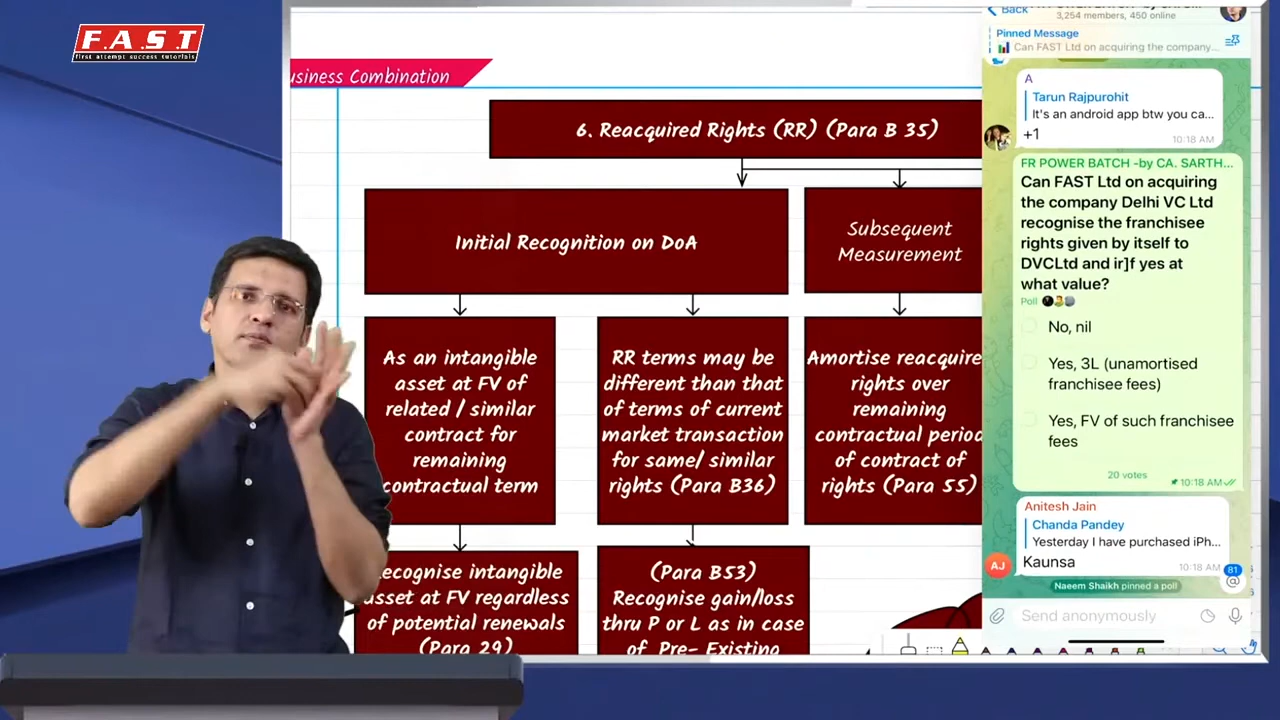 F.A.S.T
first attempt success tutorials
usiness Combination
6. Reacquired Rights (RR) (Para B 35)
Initial Recognition on DoA
Subsequent
Measurement
As an intangible
asset at FV of
related / similar
contract for
remaining
contractual term
RR terms may be
different than that
of terms of current
market transaction
for same/ similar
rights (Para B36)
Amortise reacquire
rights over
remaining
contractual period
of contract of
rights (Para 55)
ecognise intangible
asset at FV regardless
of potential renewals
(Para 29)
(Para B53)
Recognise gain/loss
thru P or L as in case
of Pre- Existing
Back
3,254 members, 450 online
Pinned Message
Can FAST Ltd on acquiring the company...
A
Tarun Rajpurohit
It's an android app btw you ca...
+1
10:18 AM
FR POWER BATCH -by CA. SARTH...
Can FAST Ltd on acquiring
the company Delhi VC Ltd
recognise the franchisee
rights given by itself to
DVCLtd and ir]f yes at
what value?
Poll
No, nil
Yes, 3L (unamortised
franchisee fees)
Yes, FV of such franchisee
fees
20 votes
10:18 AM
Anitesh Jain
Chanda Pandey
Yesterday I have purchased iPh...
AJ
Kaunsa
10:18 AM
81
@
Naeem Shaikh pinned a poll
Send anonymously